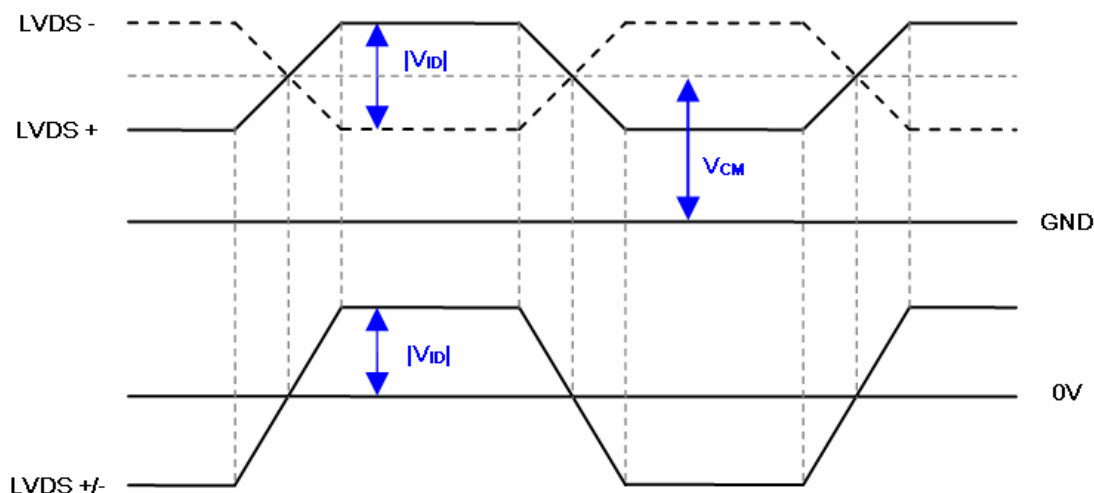 LVDS -
|VID|
LVDS +
VCM
GND
|VID|
0V
LVDS +/-